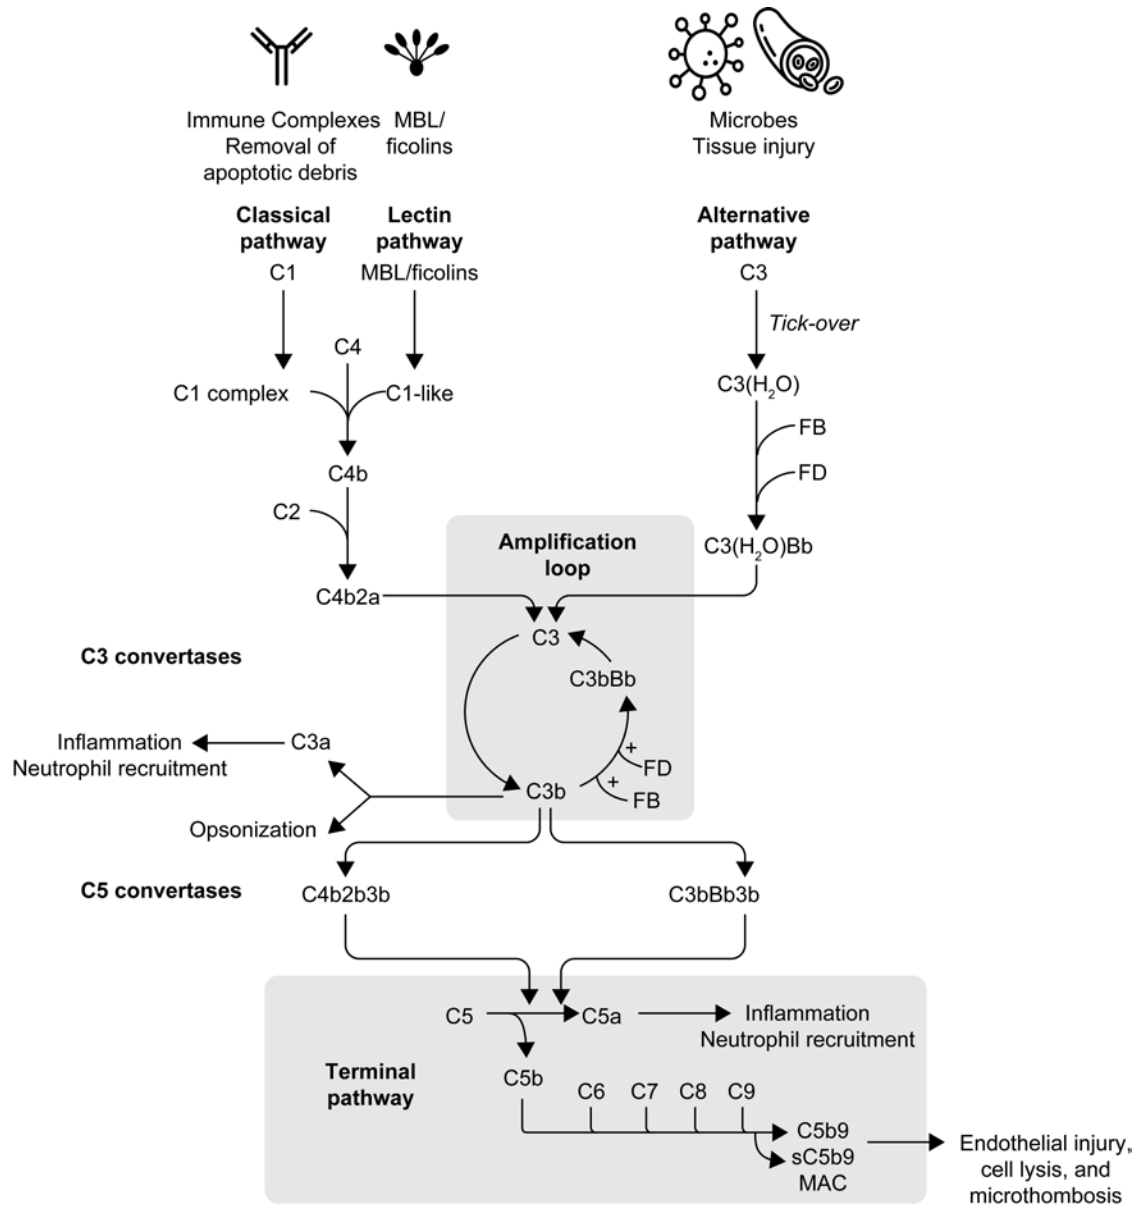 Immune Complexes
Removal of
apoptotic debris
MBL/
ficolins
Microbes
Tissue injury
Classical
pathway
Lectin
pathway
Alternative
pathway
C1
MBL/ficolins
C3
Tick-over
C4
C1 complex
C1-like
C3(H₂O)
FB
C4b
FD
C2
Amplification
loop
C3(H₂O)Bb
C4b2a
C3
C3 convertases
C3bBb
Inflammation
Neutrophil recruitment
C3a
+
FD
+
C3b
FB
Opsonization
C5 convertases
C4b2b3b
C3bBb3b
C5
C5a
Inflammation
Neutrophil recruitment
Terminal
pathway
C5b
C6
C7
C8
C9
C5b9
sC5b9
MAC
Endothelial injury,
cell lysis, and
microthombosis